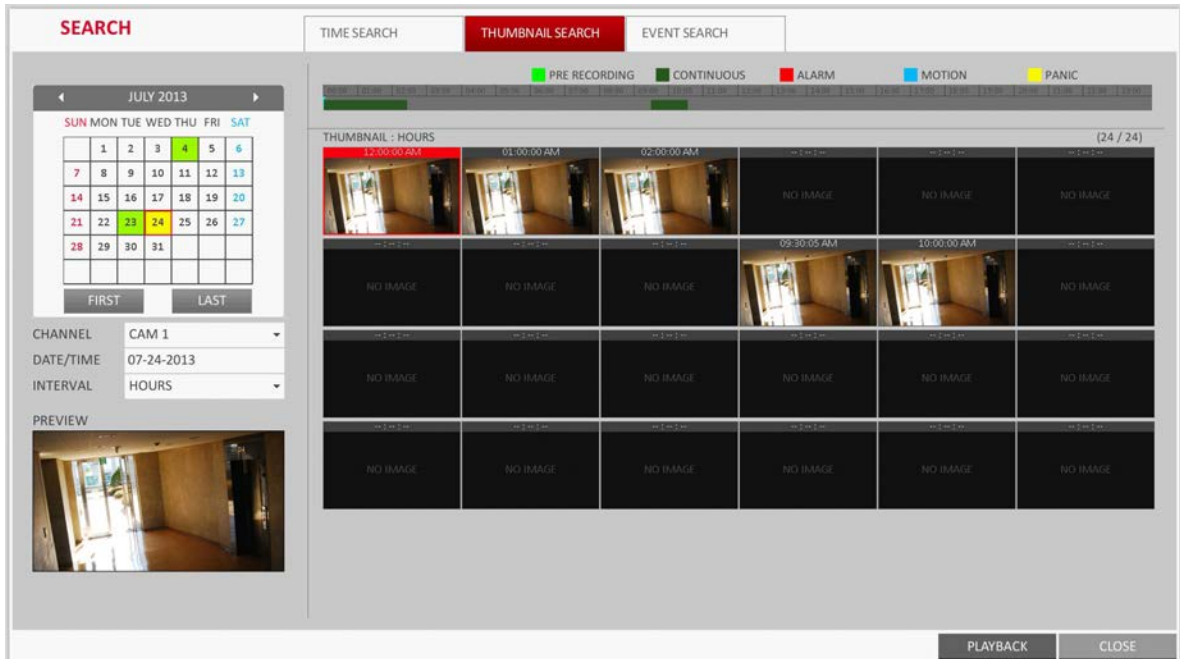 SEARCH
TIME SEARCH
THUMBNAIL SEARCH
EVENT SEARCH
PRE RECORDING
CONTINUOUS
ALARM
MOTION
PANIC
JULY 2013
SUN MON TUE WED THU FRI SAT
1 2 3 4 5 6
7 8 9 10 11 12 13
14 15 16 17 18 19 20
21 22 23 24 25 26 27
28 29 30 31
FIRST LAST
CHANNEL CAM 1
DATE/TIME 07-24-2013
INTERVAL HOURS
PREVIEW
THUMBNAIL : HOURS (24 / 24)
12:00:00 AM 01:00:00 AM 02:00:00 AM -- : -- : -- -- : -- : -- -- : -- : --
NO IMAGE NO IMAGE NO IMAGE
-- : -- : -- -- : -- : -- -- : -- : -- 09:30:05 AM 10:00:00 AM -- : -- : --
NO IMAGE NO IMAGE NO IMAGE NO IMAGE
-- : -- : -- -- : -- : -- -- : -- : -- -- : -- : -- -- : -- : -- -- : -- : --
NO IMAGE NO IMAGE NO IMAGE NO IMAGE NO IMAGE NO IMAGE
-- : -- : -- -- : -- : -- -- : -- : -- -- : -- : -- -- : -- : -- -- : -- : --
NO IMAGE NO IMAGE NO IMAGE NO IMAGE NO IMAGE NO IMAGE
PLAYBACK CLOSE